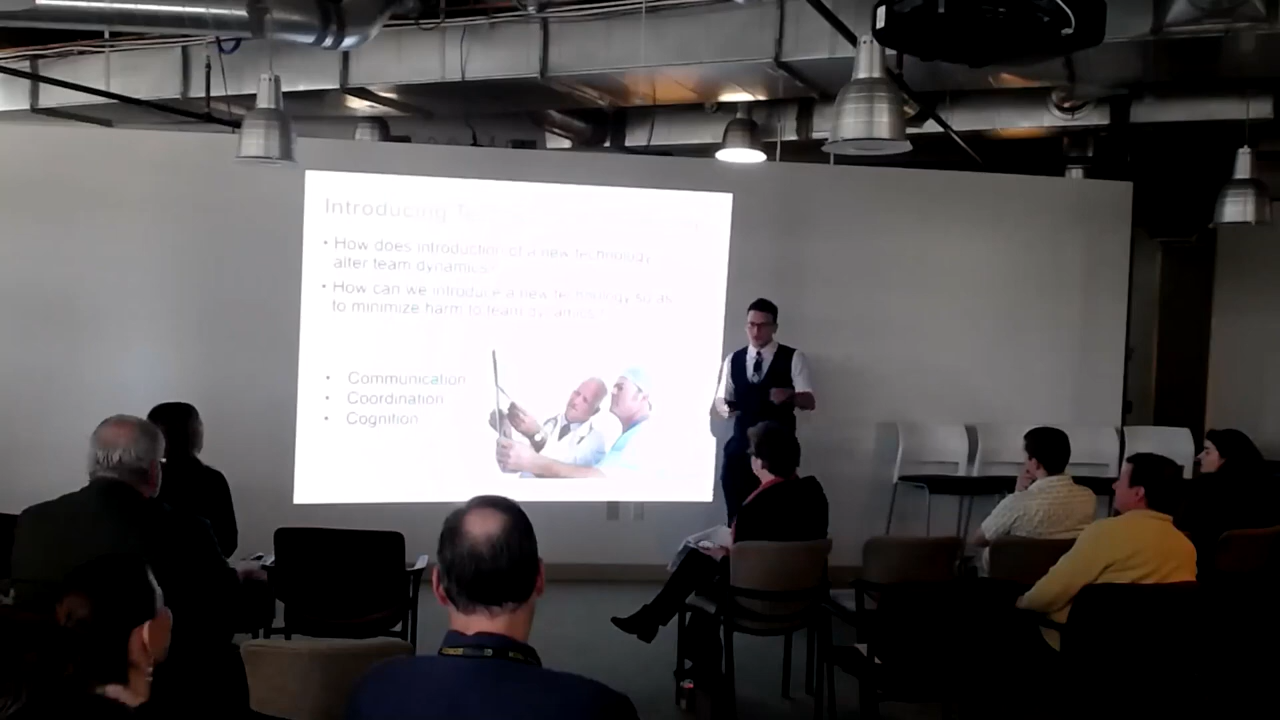 Introducing
• How does introduction of a new technology
alter team dynamics?
• How can we introduce a new technology so as
to minimize harm to team dynamics?
• Communication
• Coordination
• Cognition